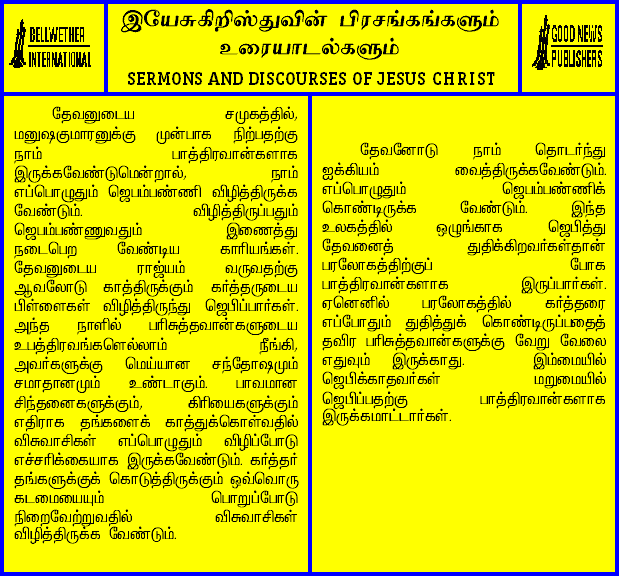 BELLWETHER
INTERNATIONAL
இயேசுகிறிஸ்துவின் பிரசங்கங்களும்
உரையாடல்களும்
SERMONS AND DISCOURSES OF JESUS CHRIST
GOOD NEWS
PUBLISHERS
தேவனுடைய சமுகத்தில்,
மனுஷகுமாரனுக்கு முன்பாக நிற்பதற்கு
நாம் பாத்திரவான்களாக
இருக்கவேண்டுமென்றால், நாம்
எப்பொழுதும் ஜெபம்பண்ணி விழித்திருக்க
வேண்டும். விழித்திருப்பதும்
ஜெபம்பண்ணுவதும் இணைத்து
நடைபெற வேண்டிய காரியங்கள்.
தேவனுடைய ராஜ்யம் வருவதற்கு
ஆவலோடு காத்திருக்கும் கர்த்தருடைய
பிள்ளைகள் விழித்திருந்து ஜெபிப்பார்கள்.
அந்த நாளில் பரிசுத்தவான்களுடைய
உபத்திரவங்களெல்லாம் நீங்கி,
அவர்களுக்கு மெய்யான சந்தோஷமும்
சமாதானமும் உண்டாகும். பாவமான
சிந்தனைகளுக்கும், கிரியைகளுக்கும்
எதிராக தங்களைக் காத்துக்கொள்வதில்
விசுவாசிகள் எப்பொழுதும் விழிப்போடு
எச்சரிக்கையாக இருக்கவேண்டும். கர்த்தர்
தங்களுக்குக் கொடுத்திருக்கும் ஒவ்வொரு
கடமையையும் பொறுப்போடு
நிறைவேற்றுவதில் விசுவாசிகள்
விழித்திருக்க வேண்டும்.
தேவனோடு நாம் தொடர்ந்து
ஐக்கியம் வைத்திருக்கவேண்டும்.
எப்பொழுதும் ஜெபம்பண்ணிக்
கொண்டிருக்க வேண்டும். இந்த
உலகத்தில் ஒழுங்காக ஜெபித்து
தேவனைத் துதிக்கிறவர்கள்தான்
பரலோகத்திற்குப் போக
பாத்திரவான்களாக இருப்பார்கள்.
ஏனெனில் பரலோகத்தில் கர்த்தரை
எப்போதும் துதித்துக் கொண்டிருப்பதைத்
தவிர பரிசுத்தவான்களுக்கு வேறு வேலை
எதுவும் இருக்காது. இம்மையில்
ஜெபிக்காதவர்கள் மறுமையில்
ஜெபிப்பதற்கு பாத்திரவான்களாக
இருக்கமாட்டார்கள்.